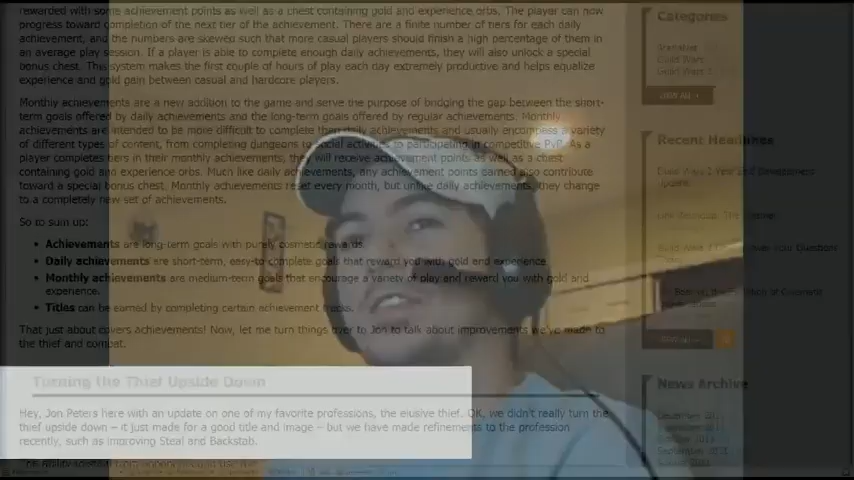 rewarded with some achievement points as well as a chest containing gold and experience orbs. The player can now
progress toward completion of the next tier of the achievement. There are a finite number of tiers for each daily
achievement, and the numbers are skewed such that more casual players should finish a high percentage of them in
an average play session. If a player is able to complete enough daily achievements, they will also unlock a special
bonus chest. This system makes the first couple of hours of play each day extremely productive and helps equalize
experience and gold gain between casual and hardcore players.
Monthly achievements are a new addition to the game and serve the purpose of bridging the gap between the short-
term goals offered by daily achievements and the long-term goals offered by regular achievements. Monthly
achievements are intended to be more difficult to complete than daily achievements and usually encompass a variety
of different types of content, from completing dungeons to social activities to participating in competitive PvP. As a
player completes tiers in their monthly achievements, they will receive achievement points as well as a chest
containing gold and experience orbs. Much like daily achievements, any achievement points earned also contribute
toward a special bonus chest. Monthly achievements reset every month, but unlike daily achievements, they change
to a completely new set of achievements.
So to sum up:
• Achievements are long-term goals with purely cosmetic rewards.
• Daily achievements are short-term, easy-to complete goals that reward you with gold and experience.
• Monthly achievements are medium-term goals that encourage a variety of play and reward you with gold and
experience.
• Titles can be earned by completing certain achievement
That just about covers achievements! Now, let me turn things over to Jon to talk about improvements we've made to
the thief and combat.
Turning the Thief Upside Down
Hey, Jon Peters here with an update on one of my favorite professions, the elusive thief. OK, we didn't really turn the
thief upside down – it just made for a good title and image – but we have made refinements to the profession
recently, such as improving Steal and Backstab.
Categories
Guild Wars
Guild Wars 2
Recent Headlines
News Archive